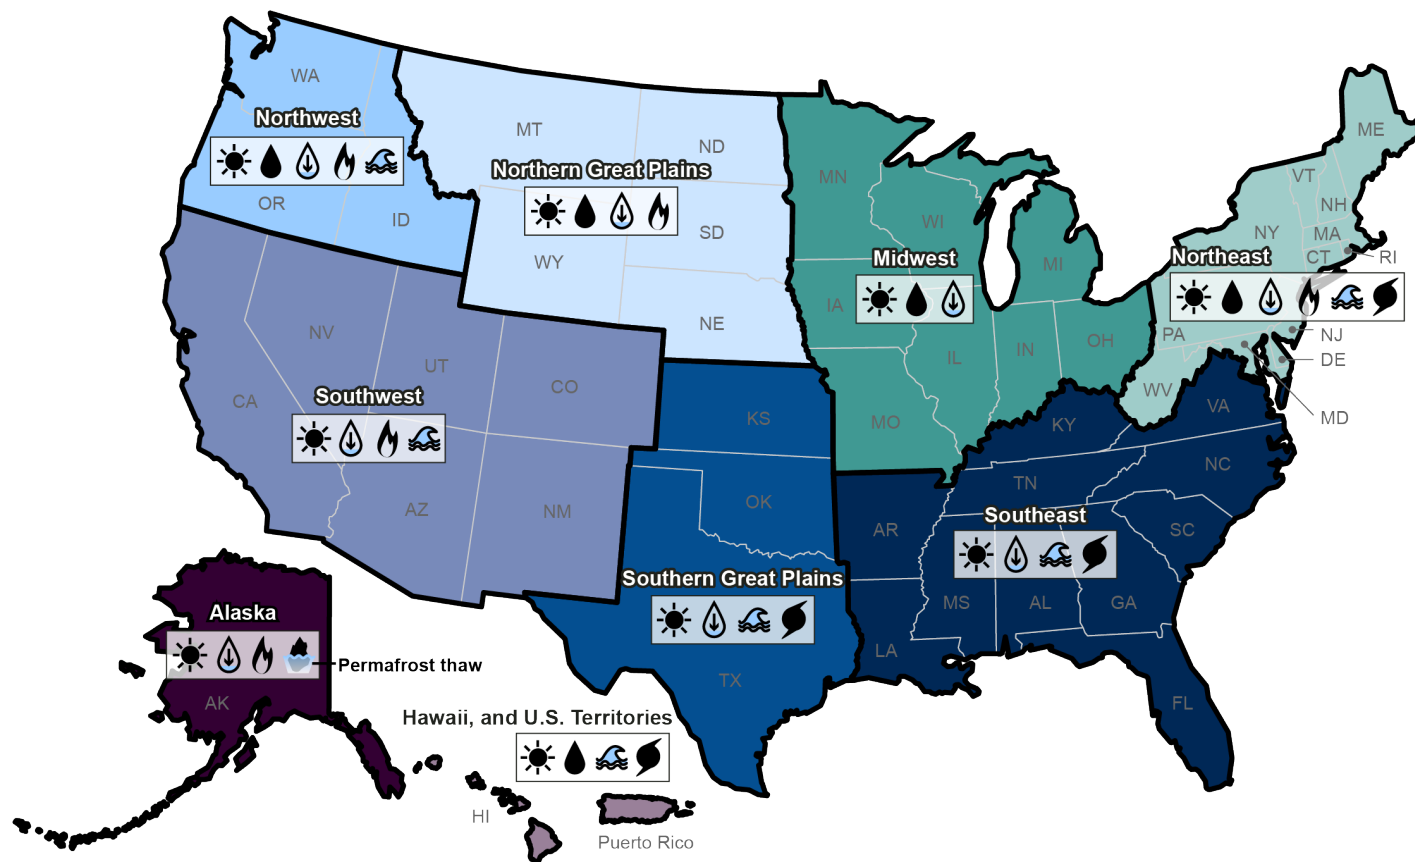 WA
Northwest
OR
ID
MT
ND
Northern Great Plains
SD
WY
NE
MN
WI
MI
Midwest
IA
IL
IN
OH
MO
ME
VT
NH
NY
MA
CT
RI
Northeast
PA
NJ
DE
WV
MD
NV
UT
CO
CA
Southwest
AZ
NM
KS
OK
Southern Great Plains
TX
KY
VA
TN
NC
AR
SC
Southeast
MS
AL
GA
LA
FL
Alaska
Permafrost thaw
AK
Hawaii, and U.S. Territories
HI
Puerto Rico